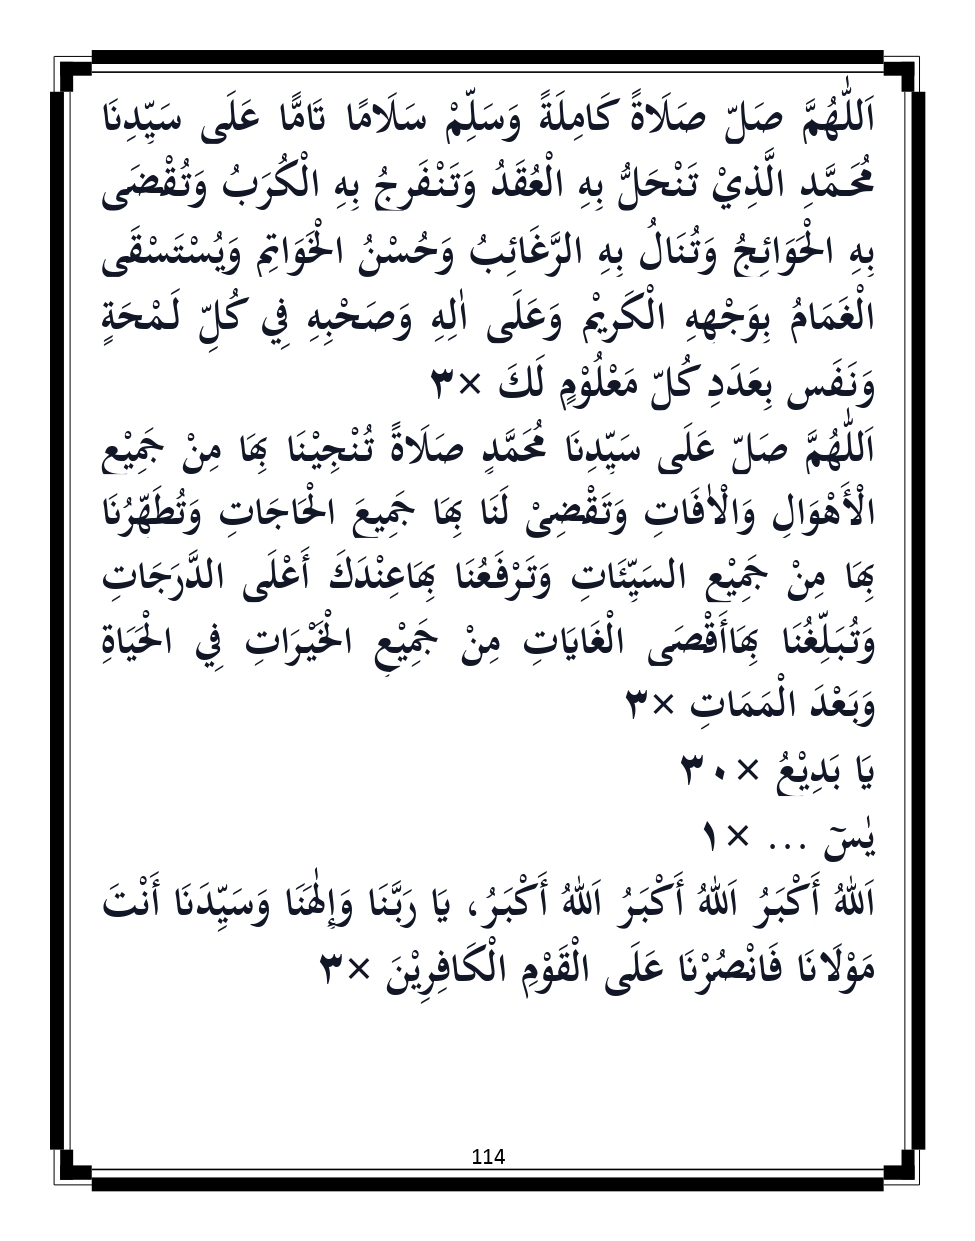 اَللّٰهُمَّ صَلِّ صَلَاةً كَامِلَةً وَسَلِّمْ سَلَامًا تَامًّا عَلَى سَيِّدِنَا
مُحَمَّدِ الَّذِيْ تَنْحَلُّ بِهِ الْعُقَدُ وَتَنْفَرِجُ بِهِ الْكُرَبُ وَتُقْضَى
بِهِ الْحَوَائِجُ وَتُنَالُ بِهِ الرَّغَائِبُ وَحُسْنُ الْخَوَاتِمِ وَيُسْتَسْقَى
الْغَمَامُ بِوَجْهِهِ الْكَرِيْمْ وَعَلَى اٰلِهِ وَصَحْبِهِ فِي كُلِّ لَمْحَةٍ
وَنَفَسٍ بِعَدَدِ كُلِّ مَعْلُوْمٍ لَكَ ×٣
اَللّٰهُمَّ صَلِّ عَلَى سَيِّدِنَا مُحَمَّدٍ صَلَاةً تُنْجِيْنَا بِهَا مِنْ جَمِيْعِ
الْأَهْوَالِ وَالْاٰفَاتِ وَتَقْضِىْ لَنَا بِهَا جَمِيعَ الْحَاجَاتِ وَتُطَهِّرُنَا
بِهَا مِنْ جَمِيْعِ السَيِّئَاتِ وَتَرْفَعُنَا بِهَاعِنْدَكَ أَعْلَى الدَّرَجَاتِ
وَتُبَلِّغُنَا بِهَاأَقْصَى الْغَايَاتِ مِنْ جَمِيْعِ الْخَيْرَاتِ فِي الْحَيَاةِ
وَبَعْدَ الْمَمَاتِ ×٣
يَا بَدِيْعُ ×٣٠
يٰسٓ ... ×١
اَللهُ أَكْبَرُ اَللهُ أَكْبَرُ اَللهُ أَكْبَرُ، يَا رَبَّنَا وَإِلٰهَنَا وَسَيِّدَنَا أَنْتَ
مَوْلَانَا فَانْصُرْنَا عَلَى الْقَوْمِ الْكَافِرِيْنَ ×٣
114